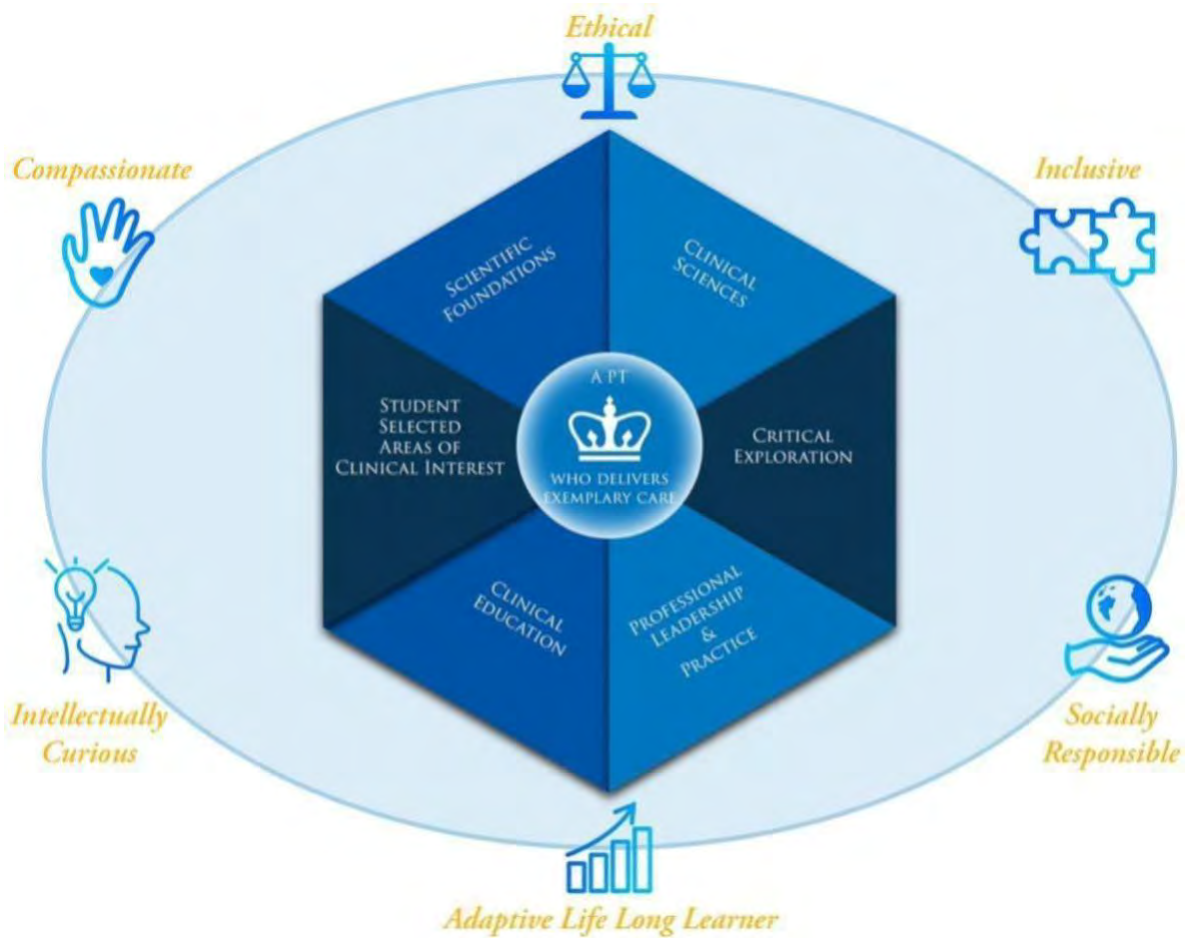 Ethical
Compassionate
Inclusive
SCIENTIFIC
FOUNDATIONS
CLINICAL
SCIENCES
STUDENT
SELECTED
AREAS OF
CLINICAL INTEREST
A PT
WHO DELIVERS
EXEMPLARY CARE
CRITICAL
EXPLORATION
CLINICAL
EDUCATION
PROFESSIONAL
LEADERSHIP
&
PRACTICE
Intellectually
Curious
Socially
Responsible
Adaptive Life Long Learner